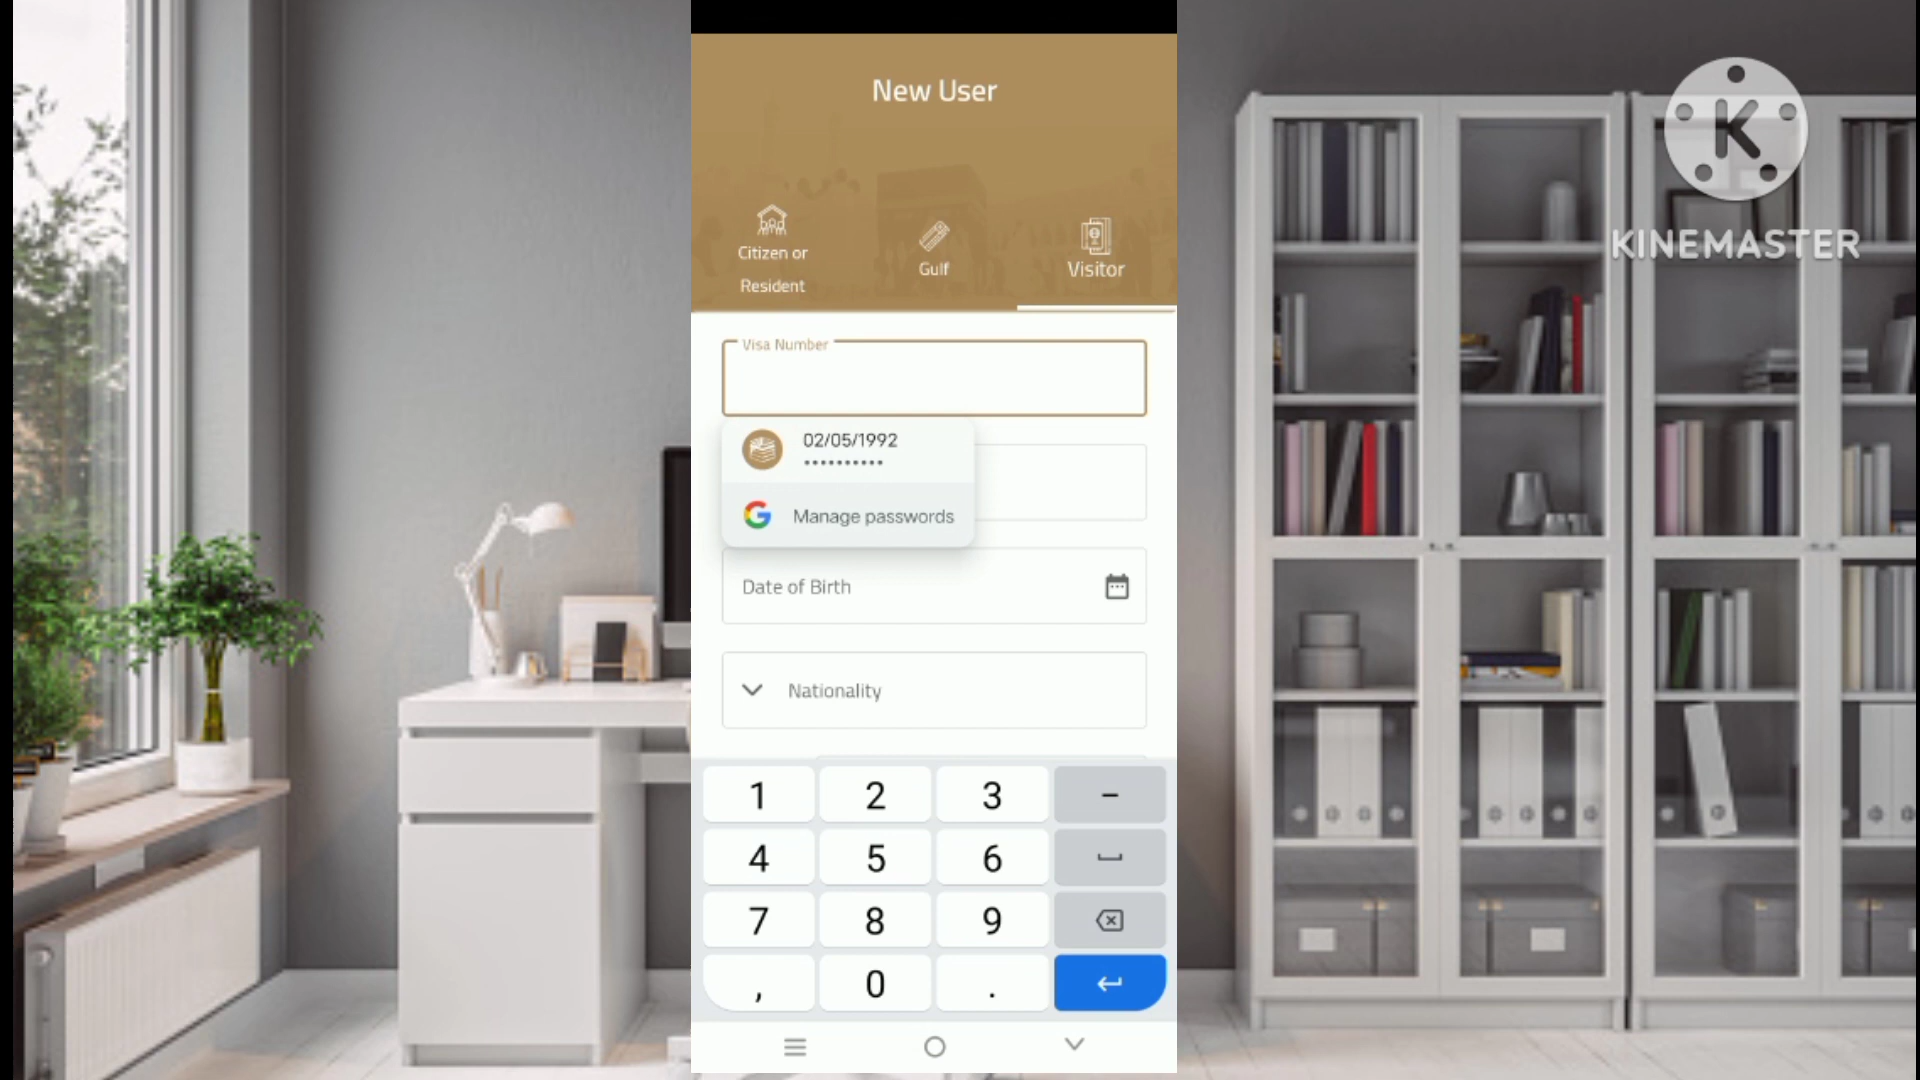 New User
Citizen or
Resident
Gulf
Visitor
Visa Number
02/05/1992
••••••••••
Manage passwords
Date of Birth
Nationality
1 2 3 –
4 5 6
7 8 9
, 0 .
K
KINEMASTER